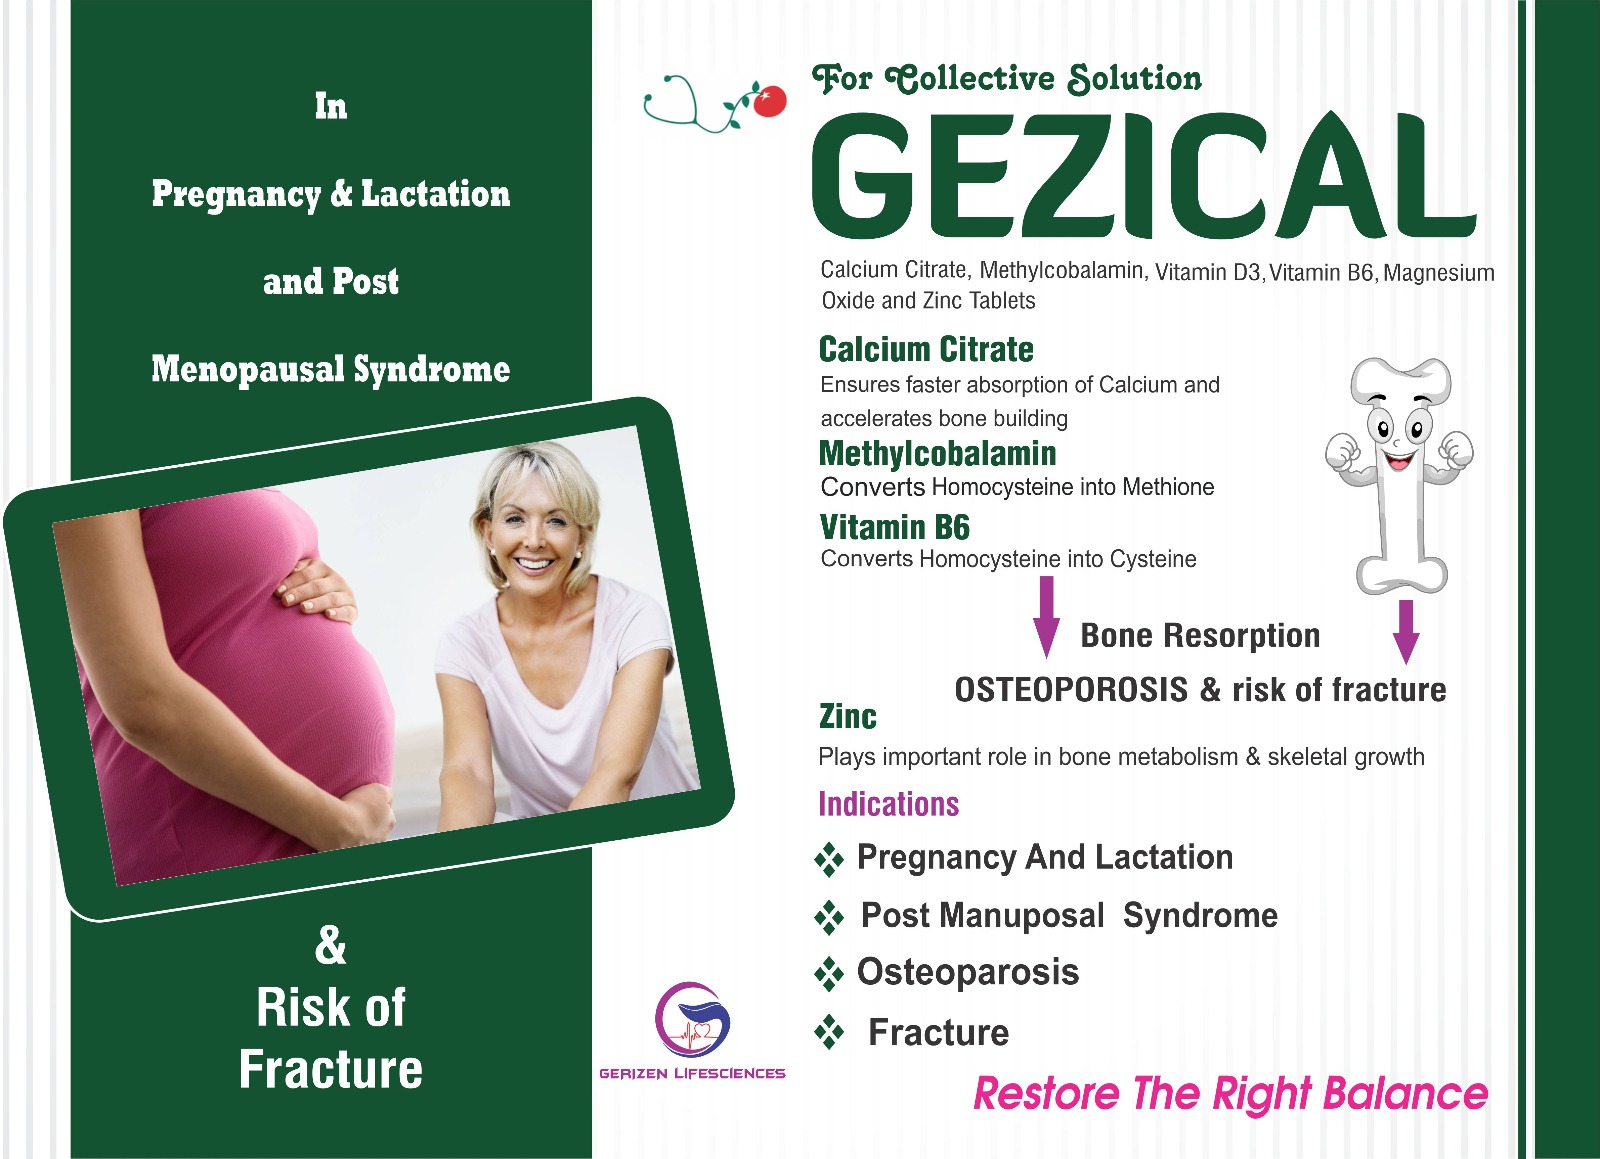 In
Pregnancy & Lactation
and Post
Menopausal Syndrome
&
Risk of
Fracture
For Collective Solution
GEZICAL
Calcium Citrate, Methylcobalamin, Vitamin D3, Vitamin B6, Magnesium
Oxide and Zinc Tablets
Calcium Citrate
Ensures faster absorption of Calcium and
accelerates bone building
Methylcobalamin
Converts Homocysteine into Methione
Vitamin B6
Converts Homocysteine into Cysteine
Bone Resorption
OSTEOPOROSIS & risk of fracture
Zinc
Plays important role in bone metabolism & skeletal growth
Indications
Pregnancy And Lactation
Post Manuposal Syndrome
Osteoparosis
Fracture
GERIZEN LIFESCIENCES
Restore The Right Balance